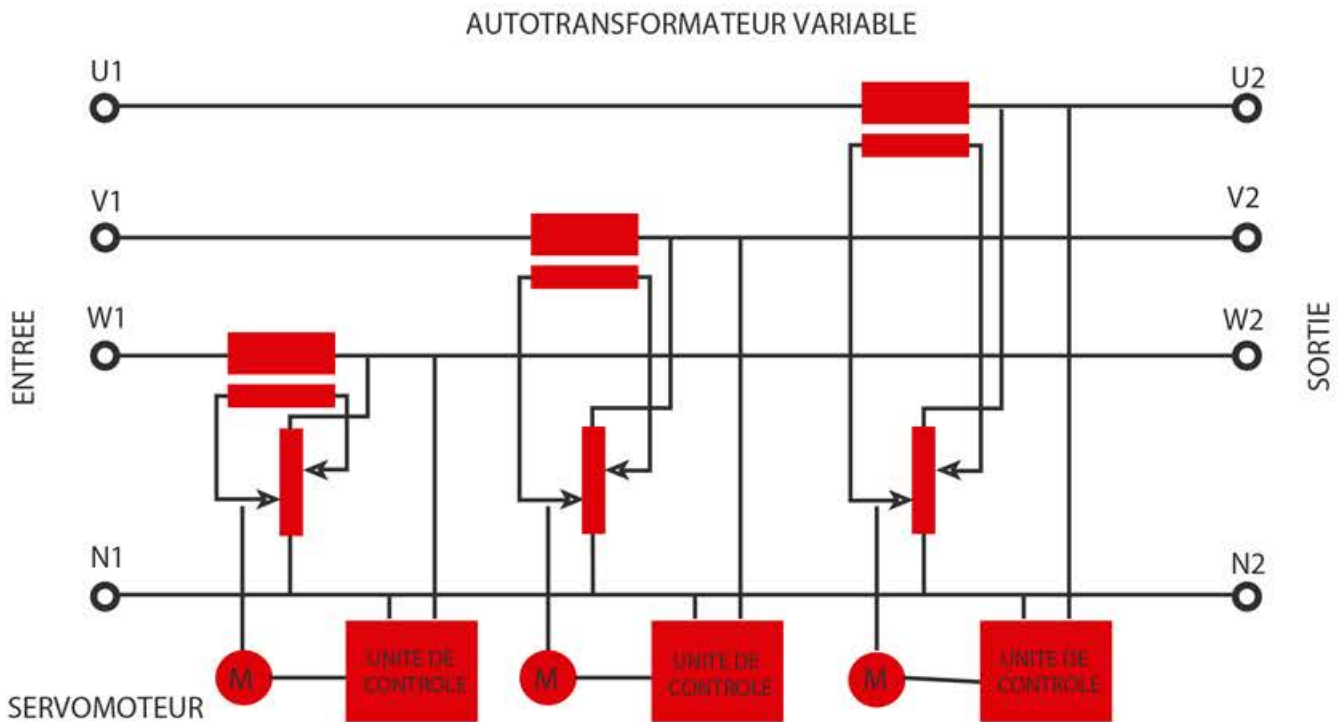 AUTOTRANSFORMATEUR VARIABLE
U1
U2
V1
V2
W1
W2
ENTREE
SORTIE
N1
N2
M
UNITE DE
CONTROLE
M
UNITE DE
CONTROLE
M
UNITE DE
CONTROLE
SERVOMOTEUR